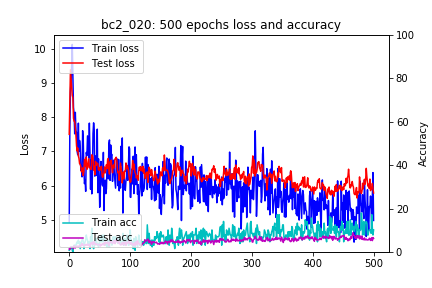 bc2_020: 500 epochs loss and accuracy
Train loss
Test loss
Train acc
Test acc
Loss
10
9
8
7
6
5
Accuracy
100
80
60
40
20
0
0
100
200
300
400
500